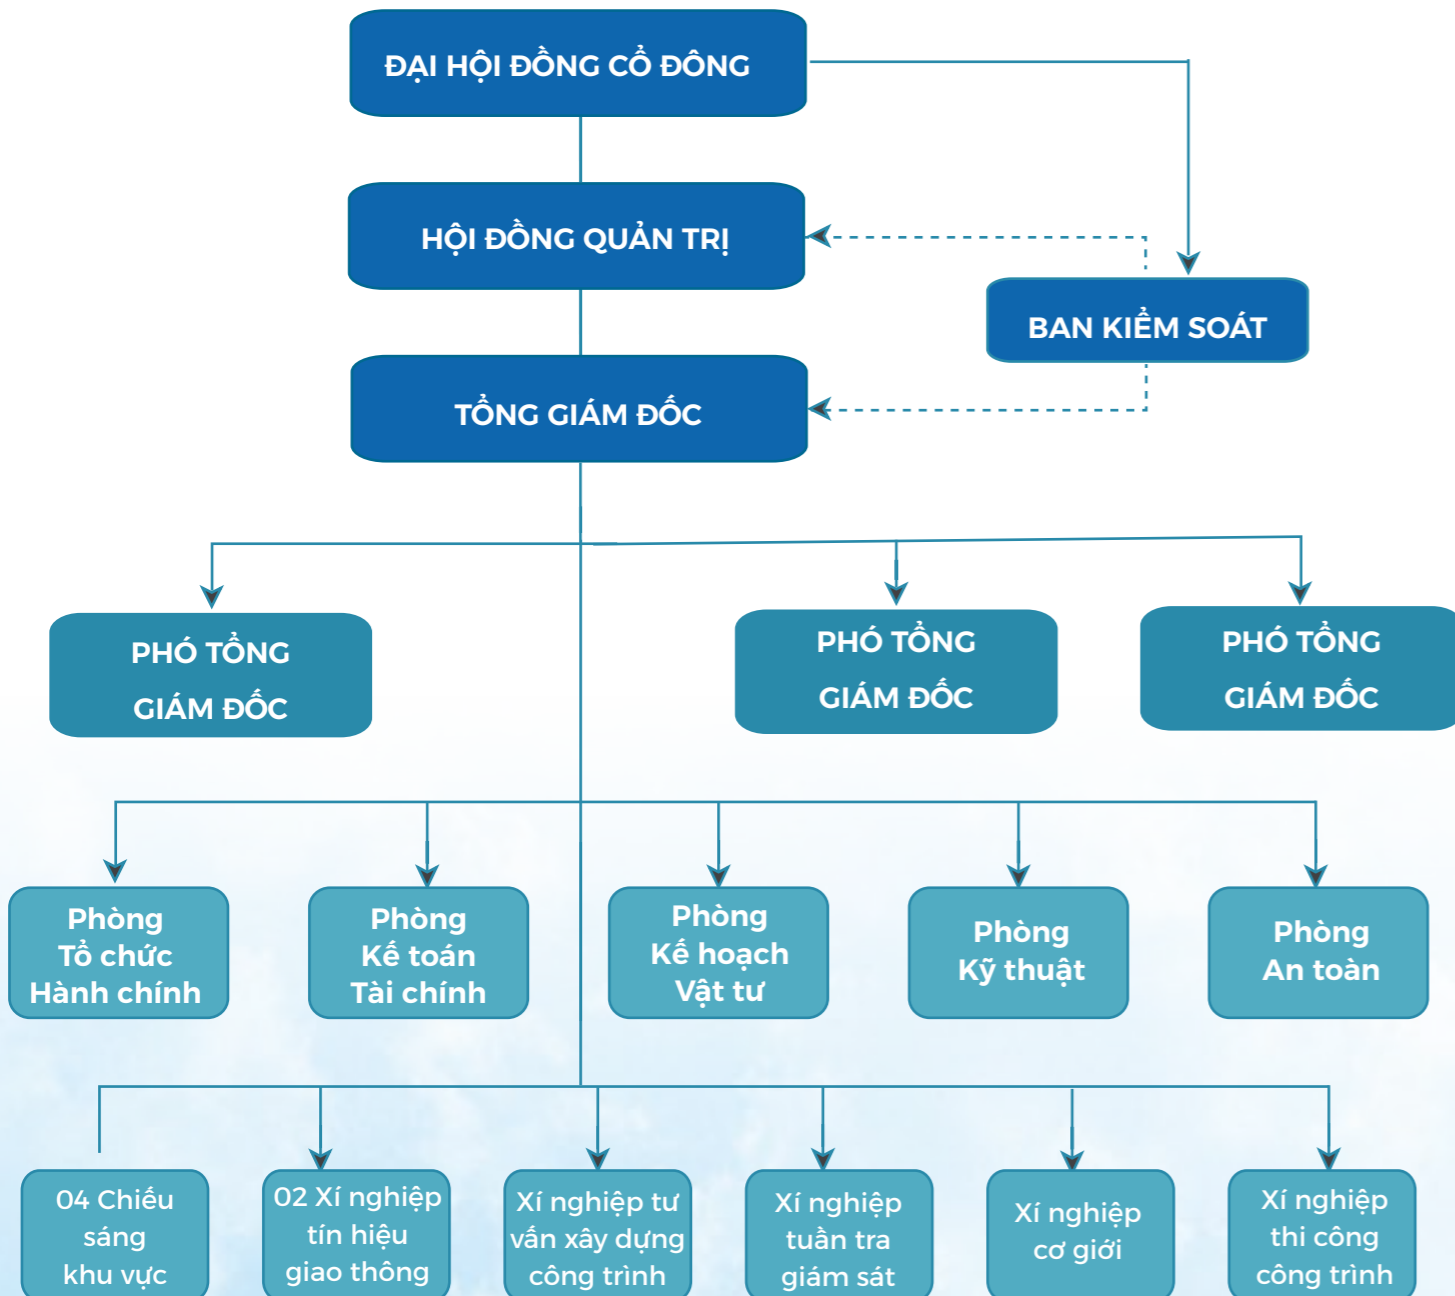 ĐẠI HỘI ĐỒNG CỔ ĐÔNG
HỘI ĐỒNG QUẢN TRỊ
BAN KIỂM SOÁT
TỔNG GIÁM ĐỐC
PHÓ TỔNG
GIÁM ĐỐC
PHÓ TỔNG
GIÁM ĐỐC
PHÓ TỔNG
GIÁM ĐỐC
Phòng
Tổ chức
Hành chính
Phòng
Kế toán
Tài chính
Phòng
Kế hoạch
Vật tư
Phòng
Kỹ thuật
Phòng
An toàn
04 Chiếu
sáng
khu vực
02 Xí nghiệp
tín hiệu
giao thông
Xí nghiệp tư
vấn xây dựng
công trình
Xí nghiệp
tuần tra
giám sát
Xí nghiệp
cơ giới
Xí nghiệp
thi công
công trình